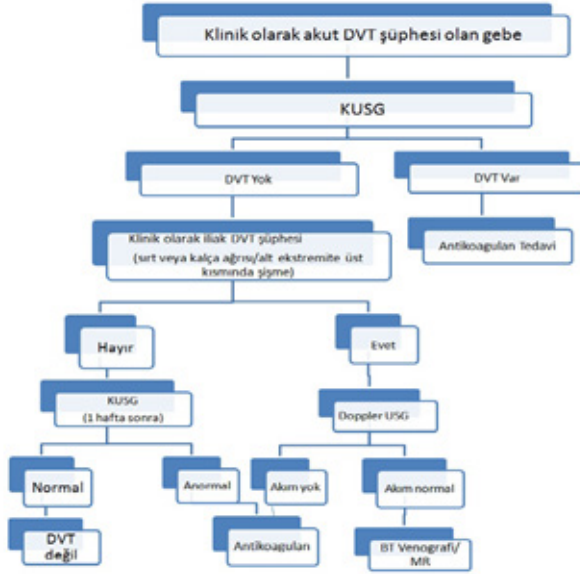 Klinik olarak akut DVT şüphesi olan gebe
KUSG
DVT Yok
DVT Var
Klinik olarak iliak DVT şüphesi
(sırt veya kalça ağrısı/alt ekstremite üst
kısmında şişme)
Antikoagulan Tedavi
Hayır
Evet
KUSG
(1 hafta sonra)
Doppler USG
Normal
Anormal
Akım yok
Akım normal
DVT
değil
Antikoagulan
BT Venografi/
MR